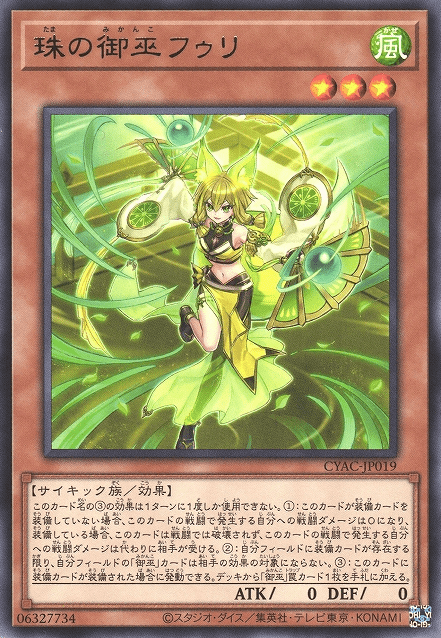 珠の御巫フゥリ
風
CYAC-JP019
【サイキック族／効果】
このカード名の③の効果は1ターンに1度しか使用できない。①：このカードが装備カードを
装備していない場合、このカードの戦闘で発生する自分への戦闘ダメージは0になり、
装備している場合、このカードは戦闘では破壊されず、このカードの戦闘で発生する自分
への戦闘ダメージは代わりに相手が受ける。②：自分フィールドに装備カードが存在する
限り、自分フィールドの「御巫」カードは相手の効果の対象にならない。③：このカードに
装備カードが装備された場合に発動できる。デッキから「御巫」罠カード1枚を手札に加える。
ATK/ 0 DEF/ 0
06327734 ©スタジオ・ダイス／集英社・テレビ東京・KONAMI